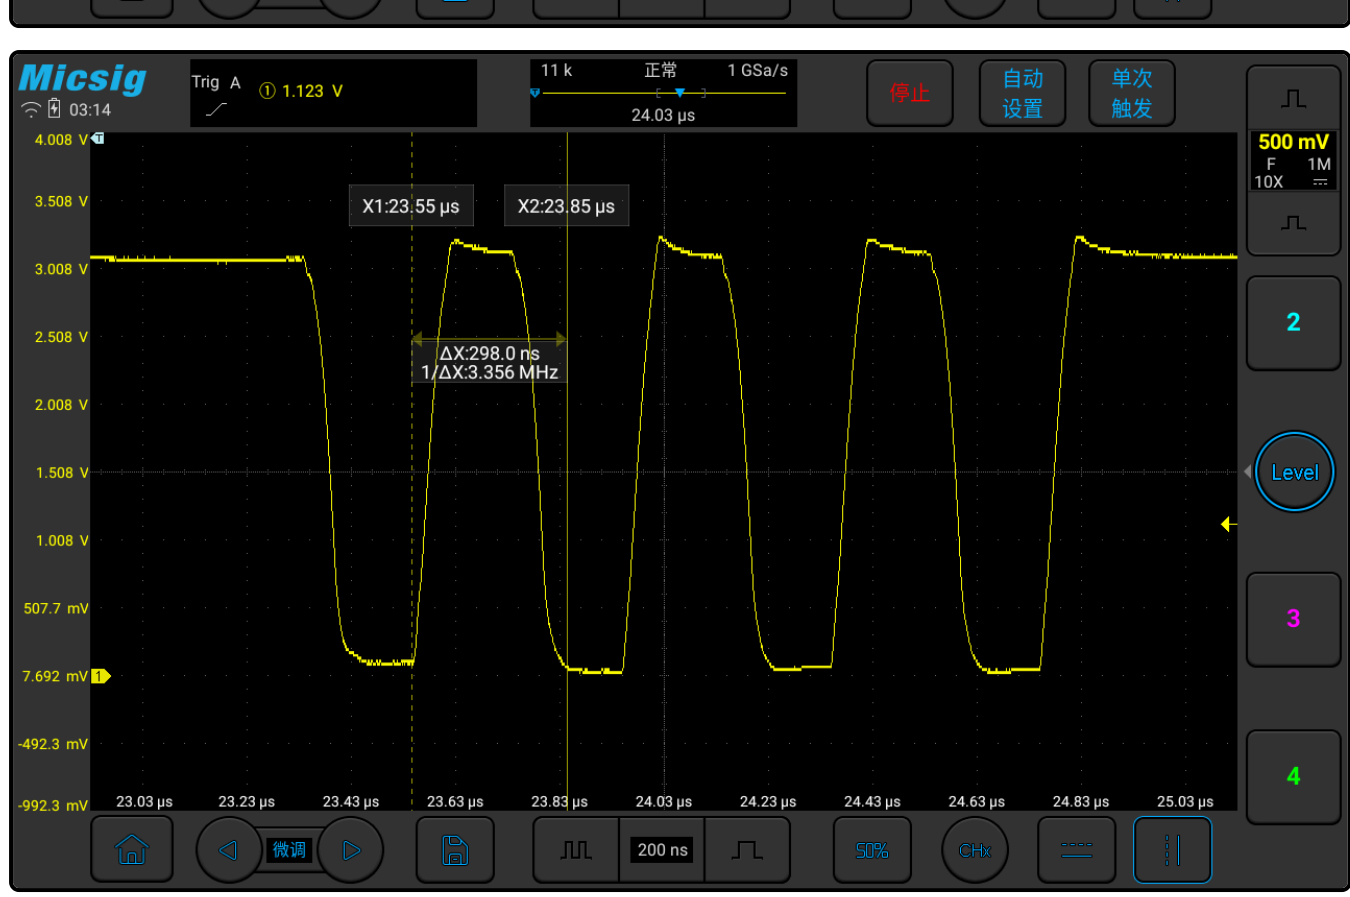 Micsig
03:14
Trig A ① 1.123 V
11 k 正常 1 GSa/s
24.03 μs
停止
自动
设置
单次
触发
500 mV
F 1M
10X
4.008 V
T
3.508 V
3.008 V
2.508 V
2.008 V
1.508 V
1.008 V
507.7 mV
7.692 mV
1
-492.3 mV
-992.3 mV
X1:23.55 μs
X2:23.85 μs
ΔX:298.0 ns
1/ΔX:3.356 MHz
2
Level
3
4
23.03 μs 23.23 μs 23.43 μs 23.63 μs 23.83 μs 24.03 μs 24.23 μs 24.43 μs 24.63 μs 24.83 μs 25.03 μs
微调
200 ns
50%
CHx